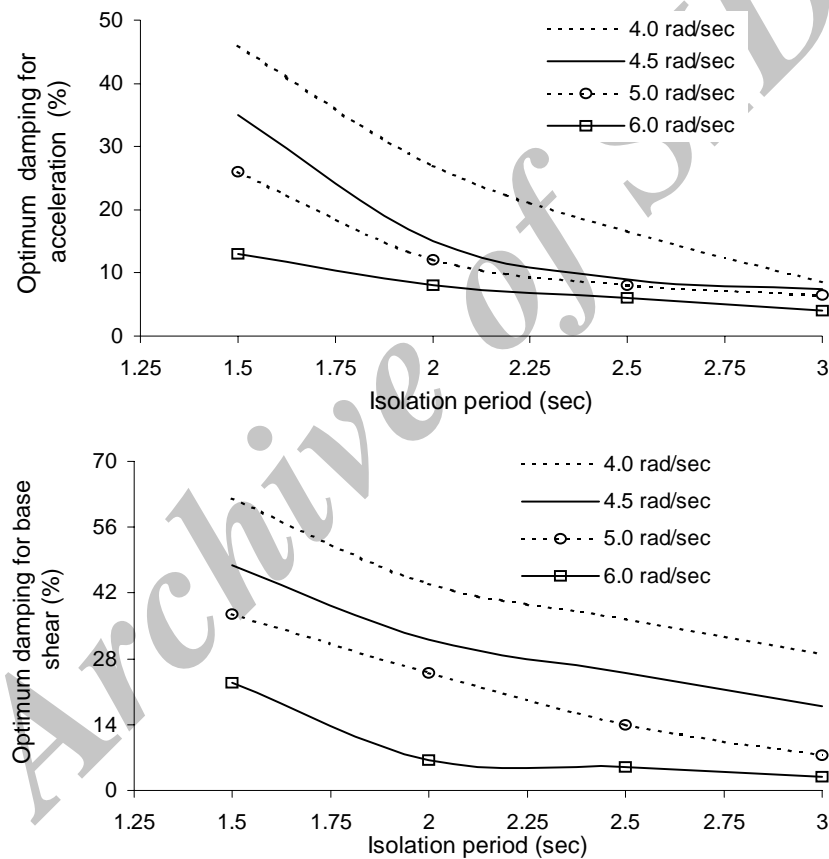 50
40
30
20
10
0
1.25 1.5 1.75 2 2.25 2.5 2.75 3
Optimum damping for
acceleration (%)
Isolation period (sec)
4.0 rad/sec
4.5 rad/sec
5.0 rad/sec
6.0 rad/sec
70
56
42
28
14
0
1.25 1.5 1.75 2 2.25 2.5 2.75 3
Optimum damping for base
shear (%)
Isolation period (sec)
4.0 rad/sec
4.5 rad/sec
5.0 rad/sec
6.0 rad/sec
Archive of